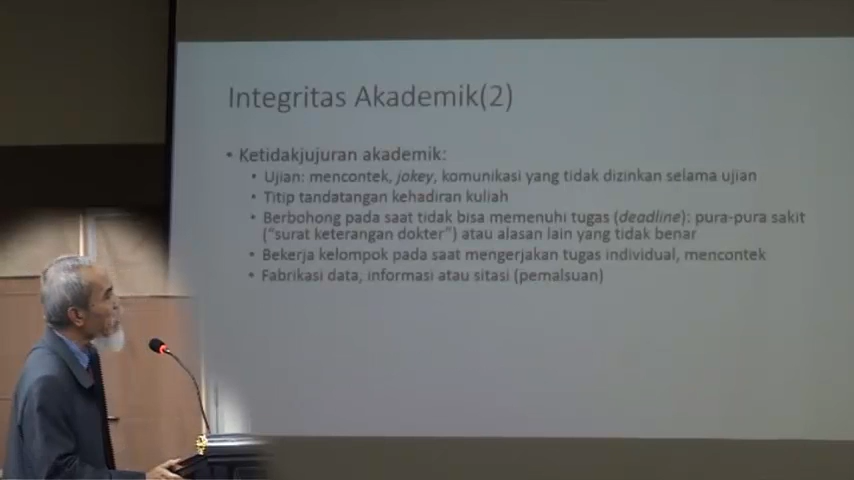 Integritas Akademik(2)
• Ketidakjujuran akademik:
• Ujian: mencontek, jokey, komunikasi yang tidak dizinkan selama ujian
• Titip tandatangan kehadiran kuliah
• Berbohong pada saat tidak bisa memenuhi tugas (deadline): pura-pura sakit
("surat keterangan dokter") atau alasan lain yang tidak benar
• Bekerja kelompok pada saat mengerjakan tugas individual, mencontek
• Fabrikasi data, informasi atau sitasi (pemalsuan)